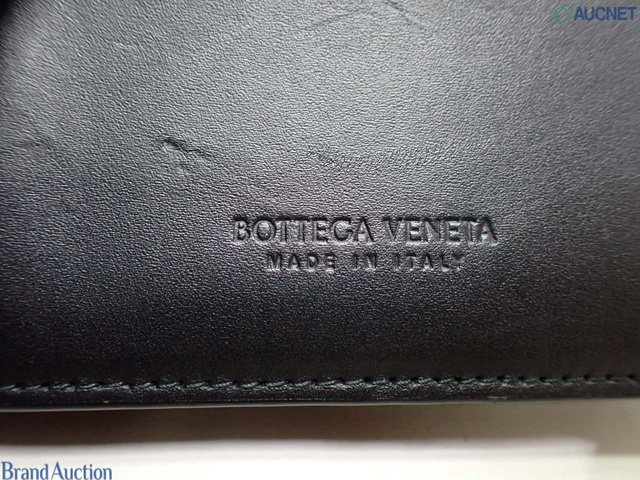 AUCNET
BOTTEGA VENETA
MADE IN ITALY
Brand Auction